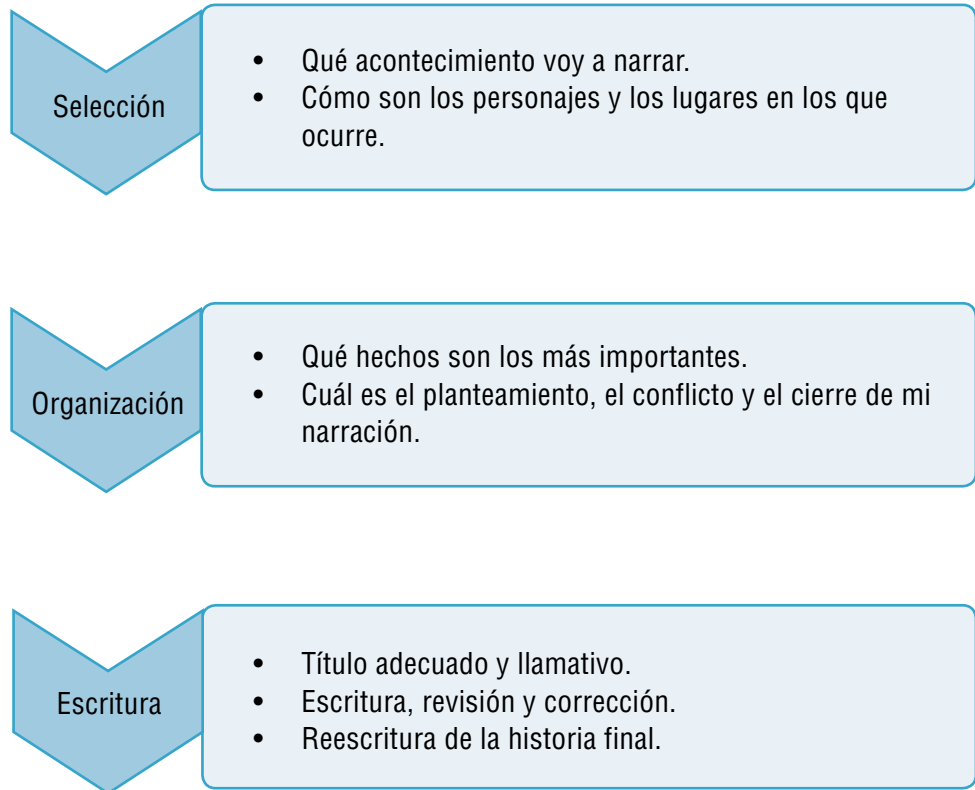 Selección
• Qué acontecimiento voy a narrar.
• Cómo son los personajes y los lugares en los que
ocurre.
Organización
• Qué hechos son los más importantes.
• Cuál es el planteamiento, el conflicto y el cierre de mi
narración.
Escritura
• Título adecuado y llamativo.
• Escritura, revisión y corrección.
• Reescritura de la historia final.